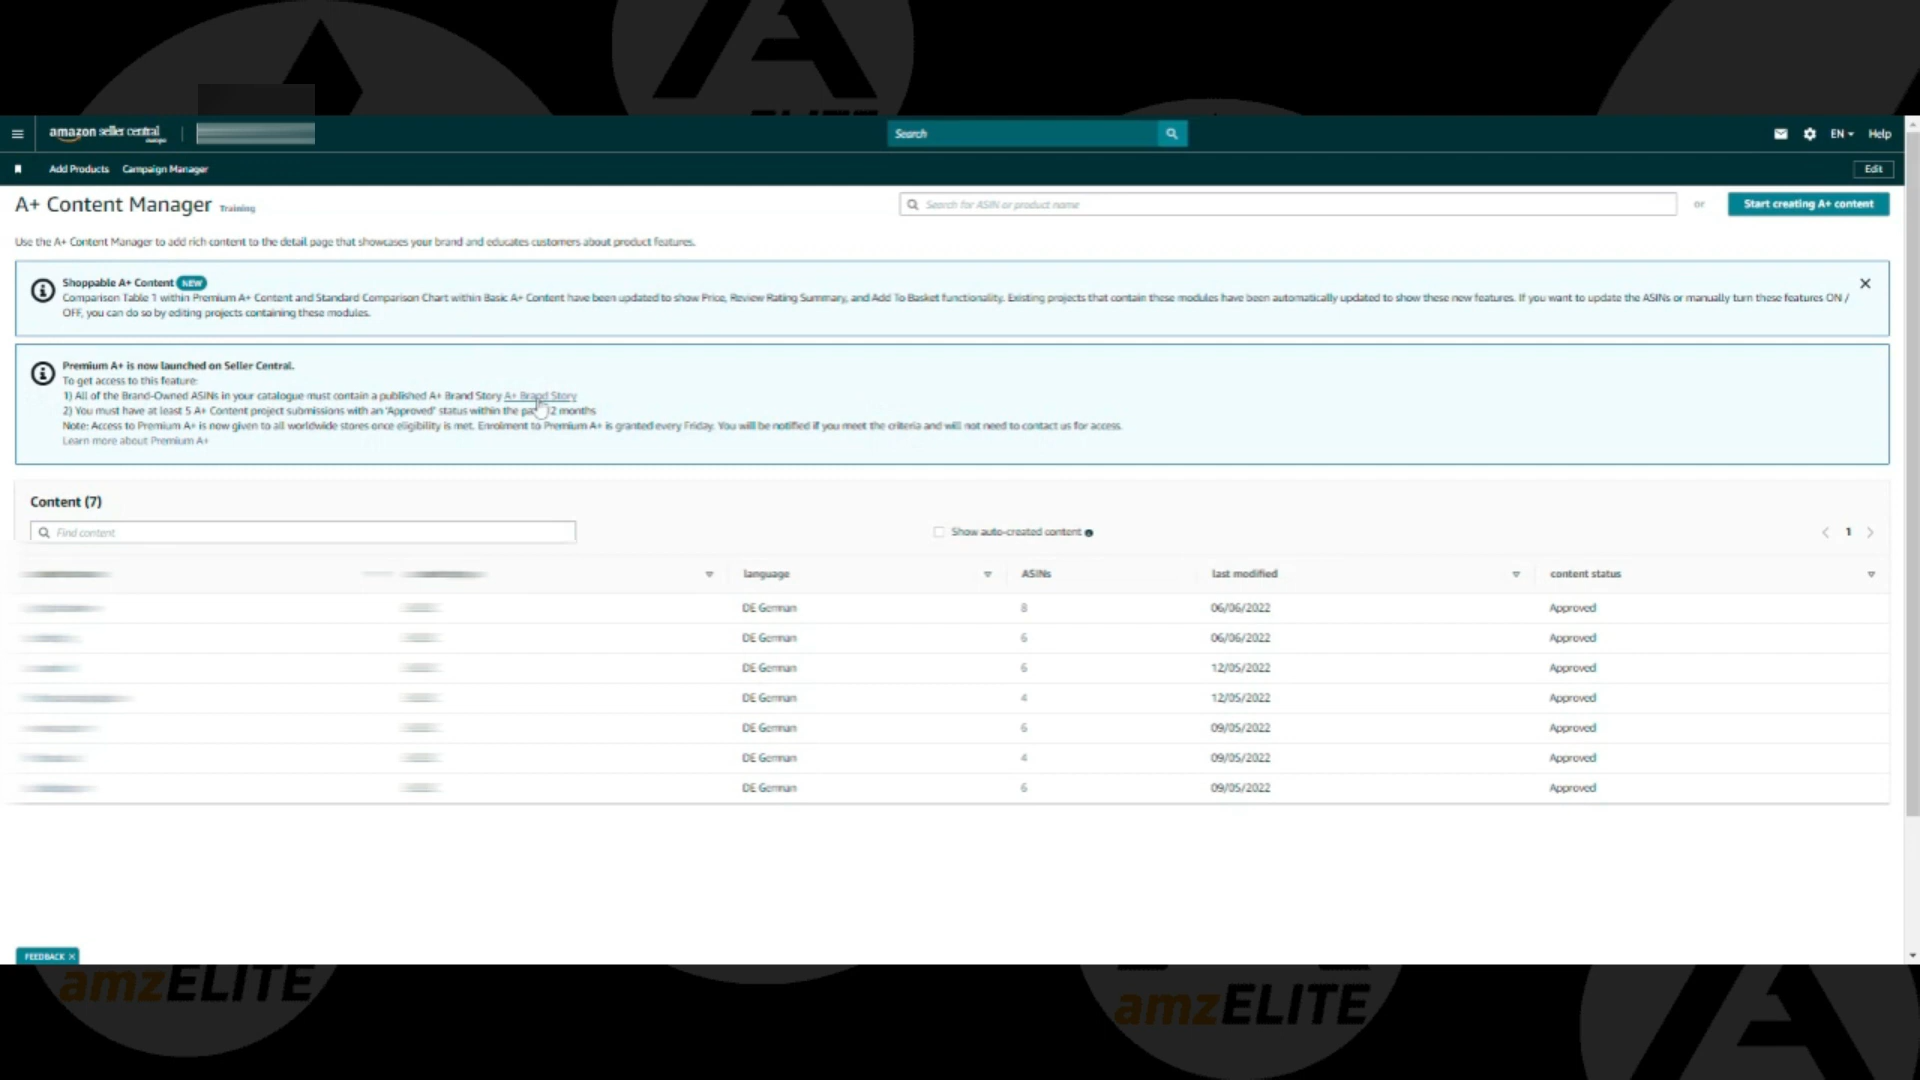 amazon seller central
europe
Search
EN
Help
Add Products
Campaign Manager
Edit
A+ Content Manager
Training
Search for ASIN or product name
or
Start creating A+ content
Use the A+ Content Manager to add rich content to the detail page that showcases your brand and educates customers about product features.
Shoppable A+ Content NEW
Comparison Table 1 within Premium A+ Content and Standard Comparison Chart within Basic A+ Content have been updated to show Price, Review Rating Summary, and Add To Basket functionality. Existing projects that contain these modules have been automatically updated to show these new features. If you want to update the ASINs or manually turn these features ON /
OFF, you can do so by editing projects containing these modules.
Premium A+ is now launched on Seller Central.
To get access to this feature:
1) All of the Brand-Owned ASINs in your catalogue must contain a published A+ Brand Story A+ Brand Story
2) You must have at least 5 A+ Content project submissions with an 'Approved' status within the 2 months
Note: Access to Premium A+ is now given to all worldwide stores once eligibility is met. Enrolment to Premium A+ is granted every Friday. You will be notified if you meet the criteria and will not need to contact us for access.
Learn more about Premium A+
Content (7)
Find content
Show auto-created content
1
language ASINs last modified content status
DE German 8 06/06/2022 Approved
DE German 6 06/06/2022 Approved
DE German 6 12/05/2022 Approved
DE German 4 12/05/2022 Approved
DE German 6 09/05/2022 Approved
DE German 4 09/05/2022 Approved
DE German 6 09/05/2022 Approved
FEEDBACK
amzELITE
amzELITE